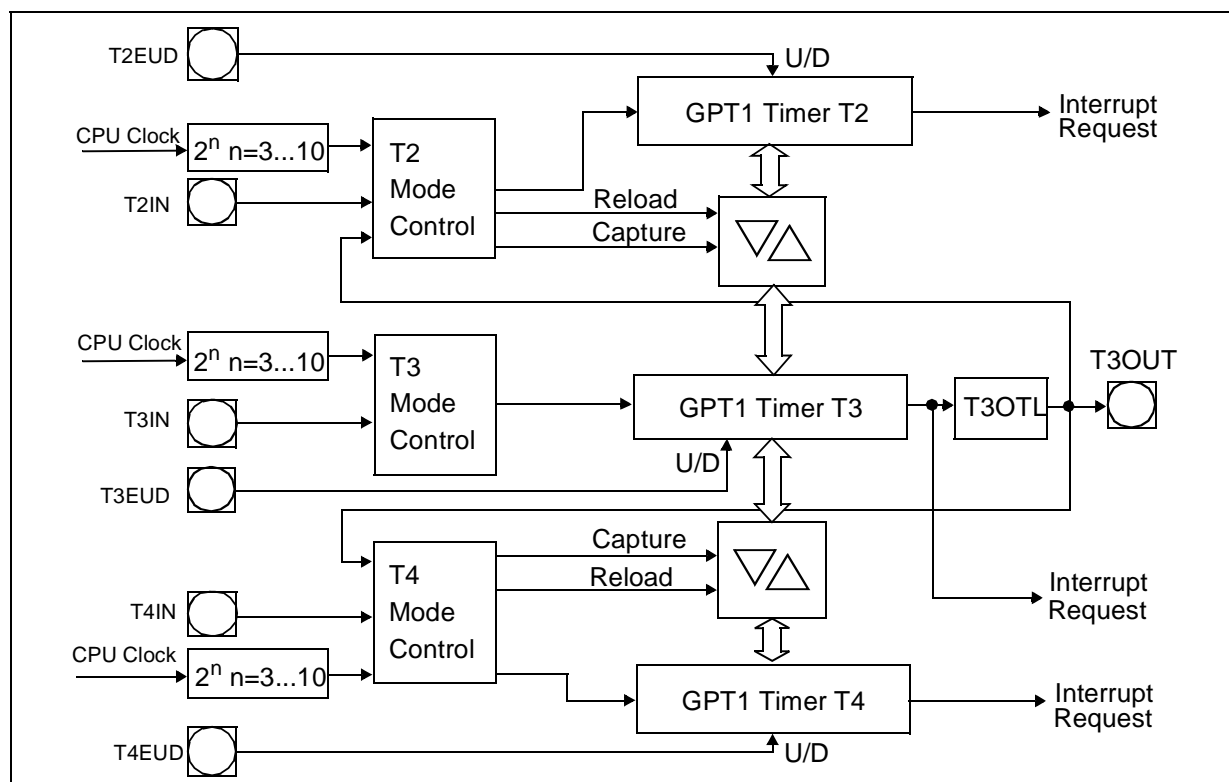 T2EUD
U/D
GPT1 Timer T2
Interrupt
Request
CPU Clock
2ⁿ n=3...10
T2
Mode
Control
T2IN
Reload
Capture
CPU Clock
2ⁿ n=3...10
T3
Mode
Control
T3IN
GPT1 Timer T3
T3OTL
T3OUT
U/D
T3EUD
Capture
Reload
T4
Mode
Control
T4IN
Interrupt
Request
CPU Clock
2ⁿ n=3...10
GPT1 Timer T4
Interrupt
Request
U/D
T4EUD